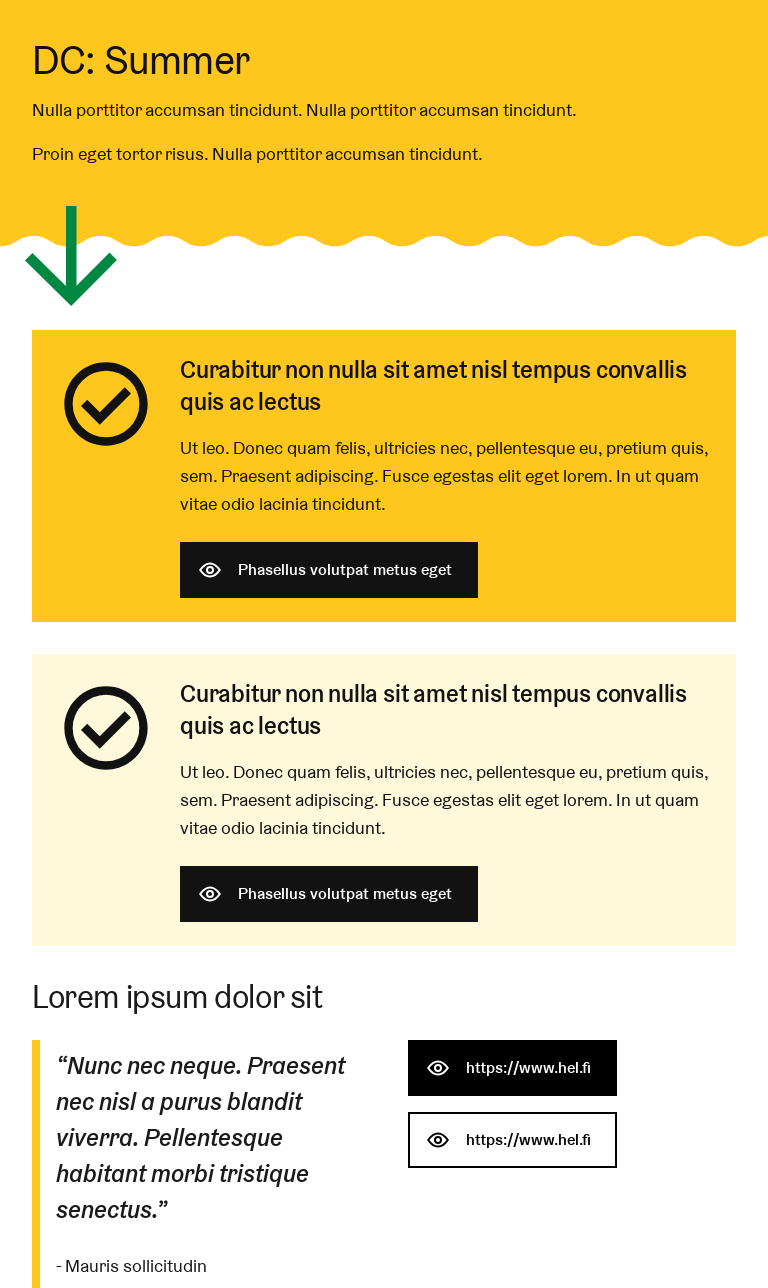 DC: Summer
Nulla porttitor accumsan tincidunt. Nulla porttitor accumsan tincidunt.
Proin eget tortor risus. Nulla porttitor accumsan tincidunt.
Curabitur non nulla sit amet nisl tempus convallis
quis ac lectus
Ut leo. Donec quam felis, ultricies nec, pellentesque eu, pretium quis,
sem. Praesent adipiscing. Fusce egestas elit eget lorem. In ut quam
vitae odio lacinia tincidunt.
Phasellus volutpat metus eget
Curabitur non nulla sit amet nisl tempus convallis
quis ac lectus
Ut leo. Donec quam felis, ultricies nec, pellentesque eu, pretium quis,
sem. Praesent adipiscing. Fusce egestas elit eget lorem. In ut quam
vitae odio lacinia tincidunt.
Phasellus volutpat metus eget
Lorem ipsum dolor sit
“Nunc nec neque. Praesent
nec nisl a purus blandit
viverra. Pellentesque
habitant morbi tristique
senectus.”
- Mauris sollicitudin
https://www.hel.fi
https://www.hel.fi